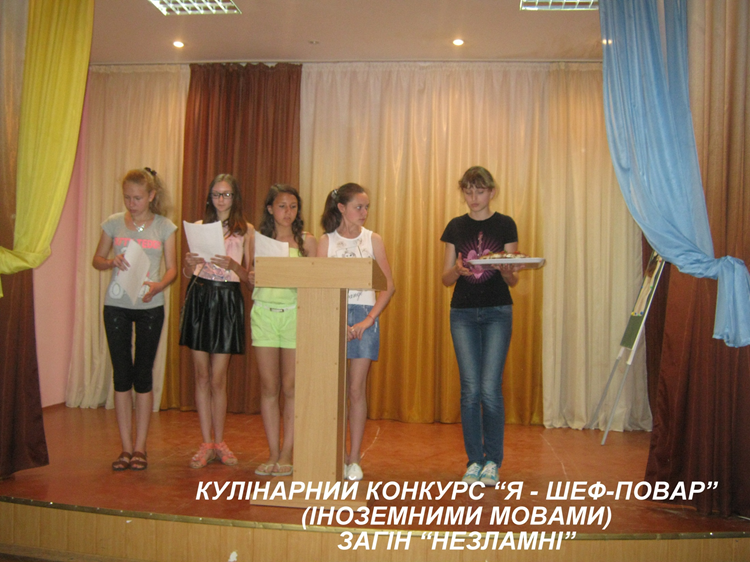 КУЛІНАРНИЙ КОНКУРС “Я - ШЕФ-ПОВАР”
(ІНОЗЕМНИМИ МОВАМИ)
ЗАГІН “НЕЗЛАМНІ”